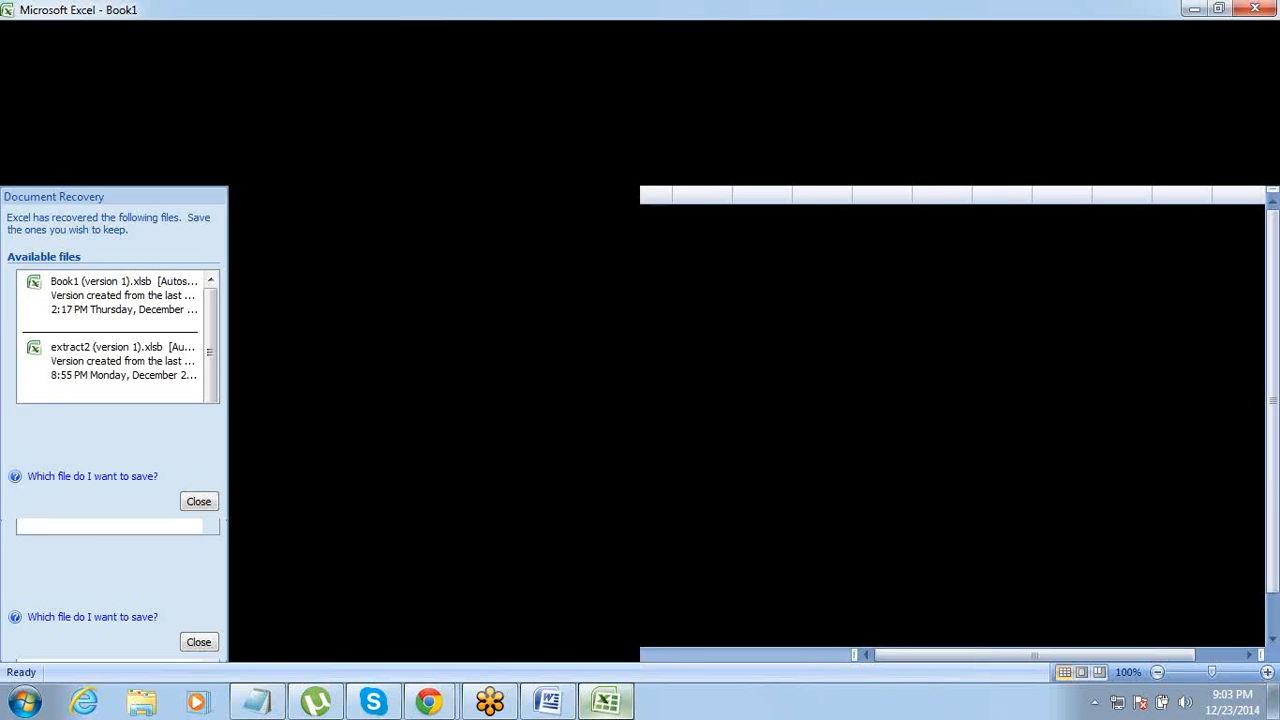 Microsoft Excel - Book1
Document Recovery
Excel has recovered the following files. Save
the ones you wish to keep.
Available files
Book1 (version 1).xlsb [Autos...
Version created from the last ...
2:17 PM Thursday, December ...
extract2 (version 1).xlsb [Au...
Version created from the last ...
8:55 PM Monday, December 2...
Which file do I want to save?
Close
Which file do I want to save?
Close
Ready
100%
9:03 PM
12/23/2014